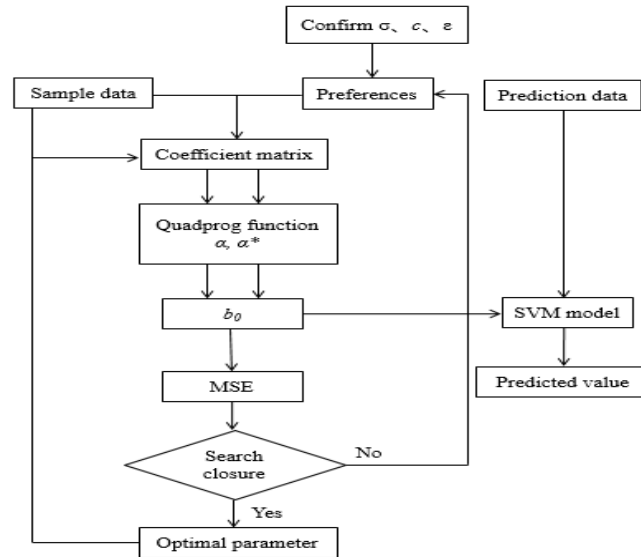 Confirm σ、c、ε
Sample data
Preferences
Prediction data
Coefficient matrix
Quadprog function
α, α*
b₀
SVM model
MSE
Predicted value
Search
closure
No
Yes
Optimal parameter